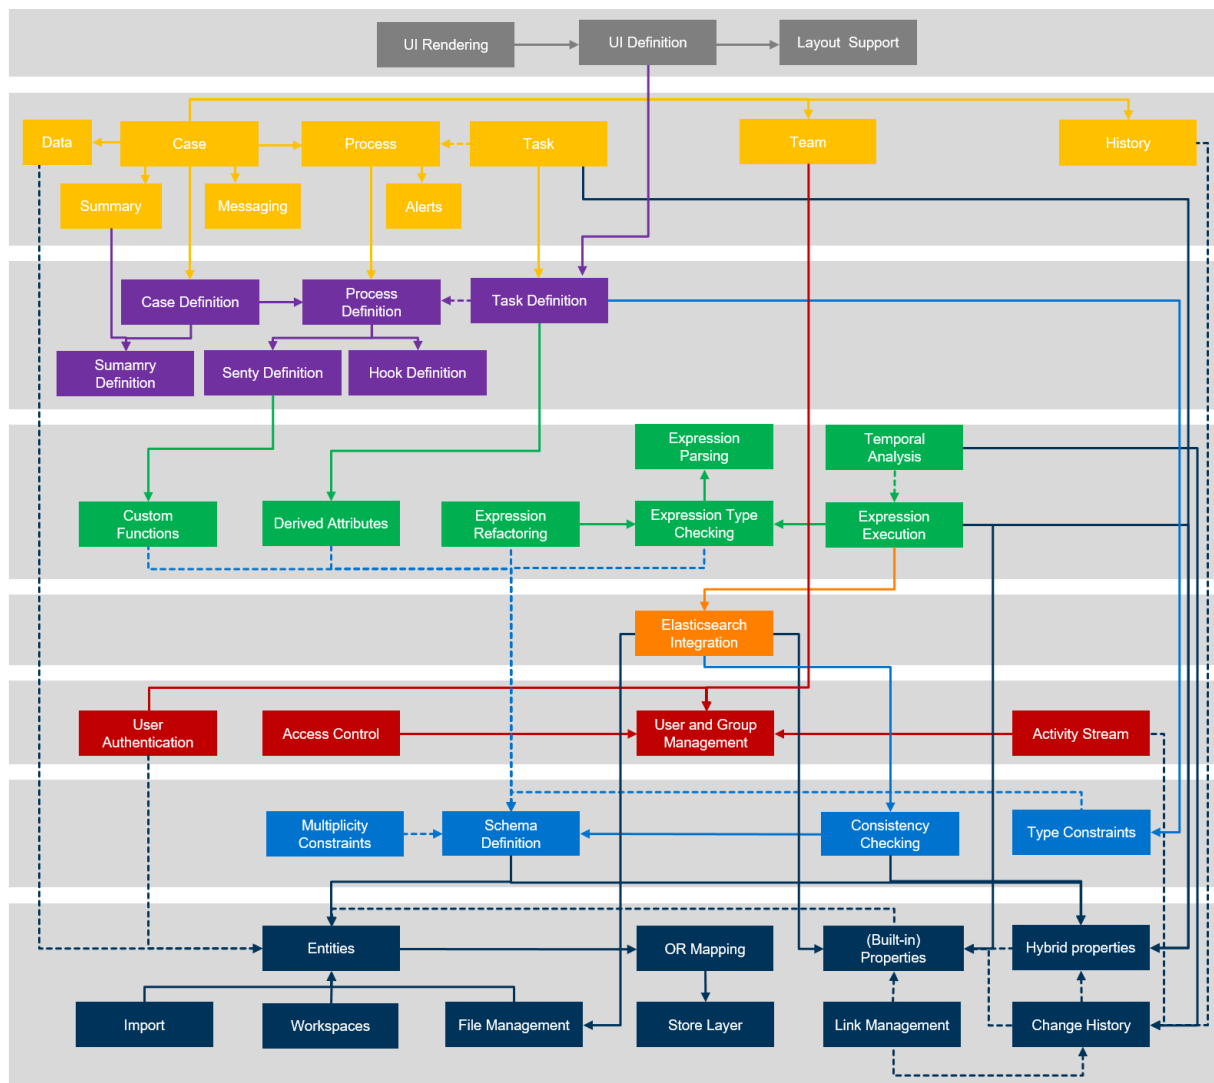 UI Rendering
UI Definition
Layout Support
Data
Case
Process
Task
Team
History
Summary
Messaging
Alerts
Case Definition
Process
Definition
Task Definition
Sumamry
Definition
Senty Definition
Hook Definition
Expression
Parsing
Temporal
Analysis
Custom
Functions
Derived Attributes
Expression
Refactoring
Expression Type
Checking
Expression
Execution
Elasticsearch
Integration
User
Authentication
Access Control
User and Group
Management
Activity Stream
Multiplicity
Constraints
Schema
Definition
Consistency
Checking
Type Constraints
Entities
OR Mapping
(Built-in)
Properties
Hybrid properties
Import
Workspaces
File Management
Store Layer
Link Management
Change History